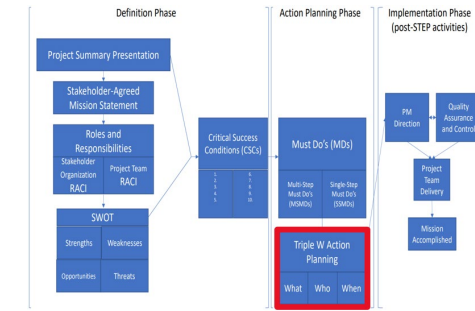 Definition Phase
Action Planning Phase
Implementation Phase
(post-STEP activities)
Project Summary Presentation
Stakeholder-Agreed
Mission Statement
Roles and
Responsibilities
Stakeholder
Organization
RACI
Project Team
RACI
SWOT
Strengths
Weaknesses
Opportunities
Threats
Critical Success
Conditions (CSCs)
1.
2.
3.
4.
5.
6.
7.
8.
9.
10.
Must Do's (MDs)
Multi-Step
Must Do's
(MSMDs)
Single-Step
Must Do's
(SSMDs)
Triple W Action
Planning
What
Who
When
PM
Direction
Quality
Assurance
and Control
Project
Team
Delivery
Mission
Accomplished